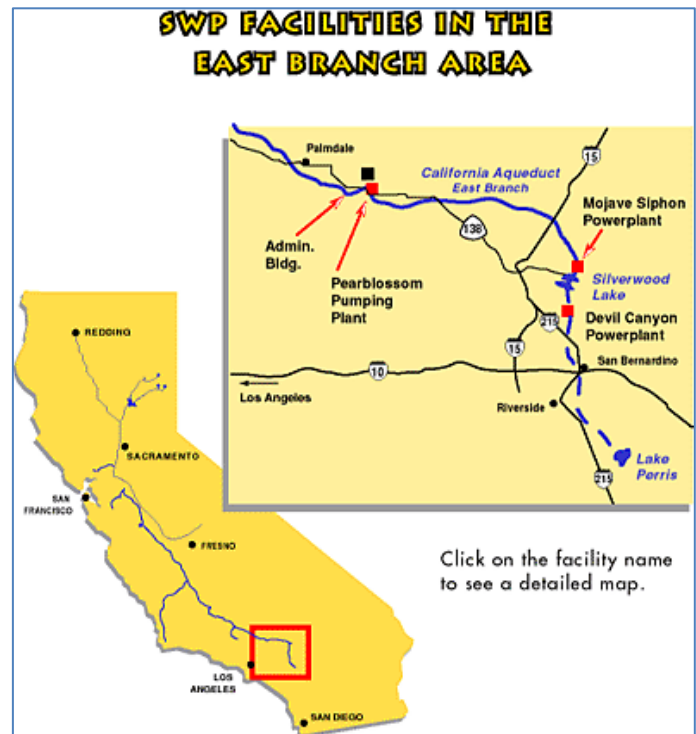 SWP FACILITIES IN THE
EAST BRANCH AREA
Palmdale
California Aqueduct
East Branch
15
Mojave Siphon
Powerplant
138
Admin.
Bldg.
Pearblossom
Pumping
Plant
Silverwood
Lake
Devil Canyon
Powerplant
215
15
San Bernardino
10
Los Angeles
Riverside
Lake
Perris
215
REDDING
SACRAMENTO
SAN
FRANCISCO
FRESNO
Click on the facility name
to see a detailed map.
LOS
ANGELES
SAN DIEGO